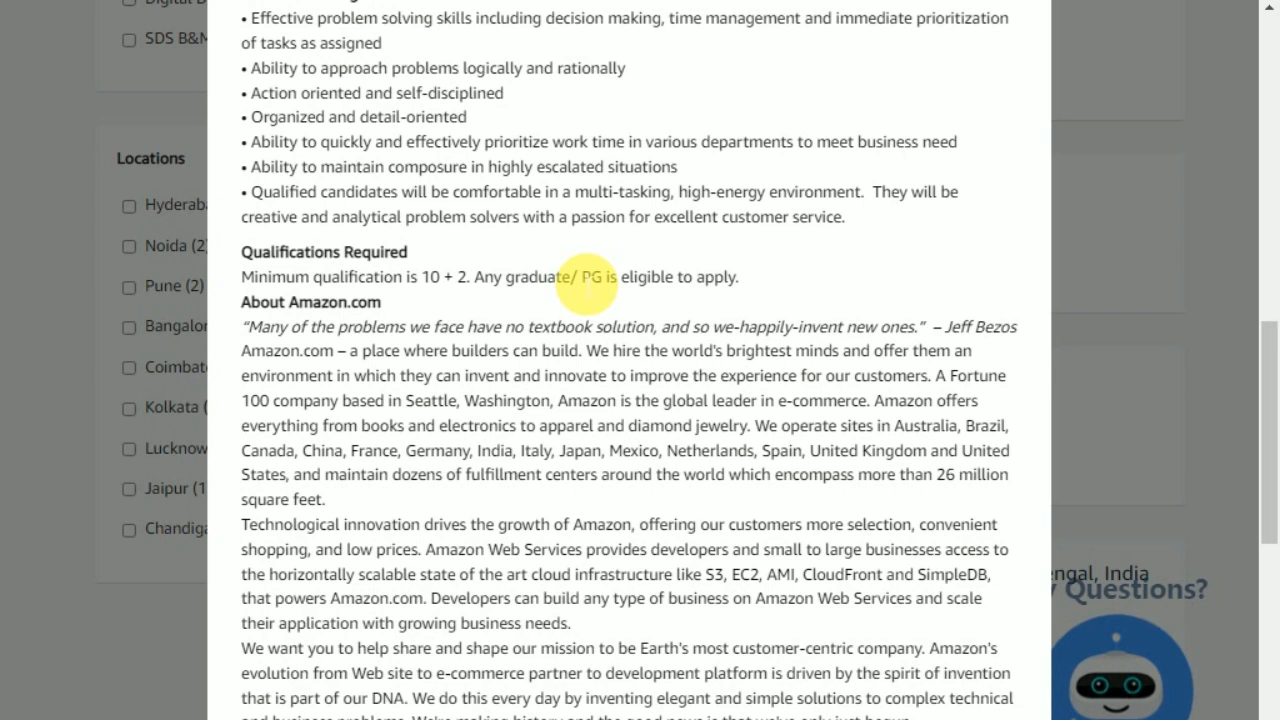 SDS B&M
Locations
Hyderaba
Noida (2)
Pune (2)
Bangalor
Coimbat
Kolkata (
Lucknow
Jaipur (1
Chandiga
• Effective problem solving skills including decision making, time management and immediate prioritization
of tasks as assigned
• Ability to approach problems logically and rationally
• Action oriented and self-disciplined
• Organized and detail-oriented
• Ability to quickly and effectively prioritize work time in various departments to meet business need
• Ability to maintain composure in highly escalated situations
• Qualified candidates will be comfortable in a multi-tasking, high-energy environment. They will be
creative and analytical problem solvers with a passion for excellent customer service.
Qualifications Required
Minimum qualification is 10 + 2. Any graduate/ PG is eligible to apply.
About Amazon.com
“Many of the problems we face have no textbook solution, and so we-happily-invent new ones.” – Jeff Bezos
Amazon.com – a place where builders can build. We hire the world's brightest minds and offer them an
environment in which they can invent and innovate to improve the experience for our customers. A Fortune
100 company based in Seattle, Washington, Amazon is the global leader in e-commerce. Amazon offers
everything from books and electronics to apparel and diamond jewelry. We operate sites in Australia, Brazil,
Canada, China, France, Germany, India, Italy, Japan, Mexico, Netherlands, Spain, United Kingdom and United
States, and maintain dozens of fulfillment centers around the world which encompass more than 26 million
square feet.
Technological innovation drives the growth of Amazon, offering our customers more selection, convenient
shopping, and low prices. Amazon Web Services provides developers and small to large businesses access to
the horizontally scalable state of the art cloud infrastructure like S3, EC2, AMI, CloudFront and SimpleDB,
that powers Amazon.com. Developers can build any type of business on Amazon Web Services and scale
their application with growing business needs.
We want you to help share and shape our mission to be Earth's most customer-centric company. Amazon's
evolution from Web site to e-commerce partner to development platform is driven by the spirit of invention
that is part of our DNA. We do this every day by inventing elegant and simple solutions to complex technical
ngal, India
Questions?